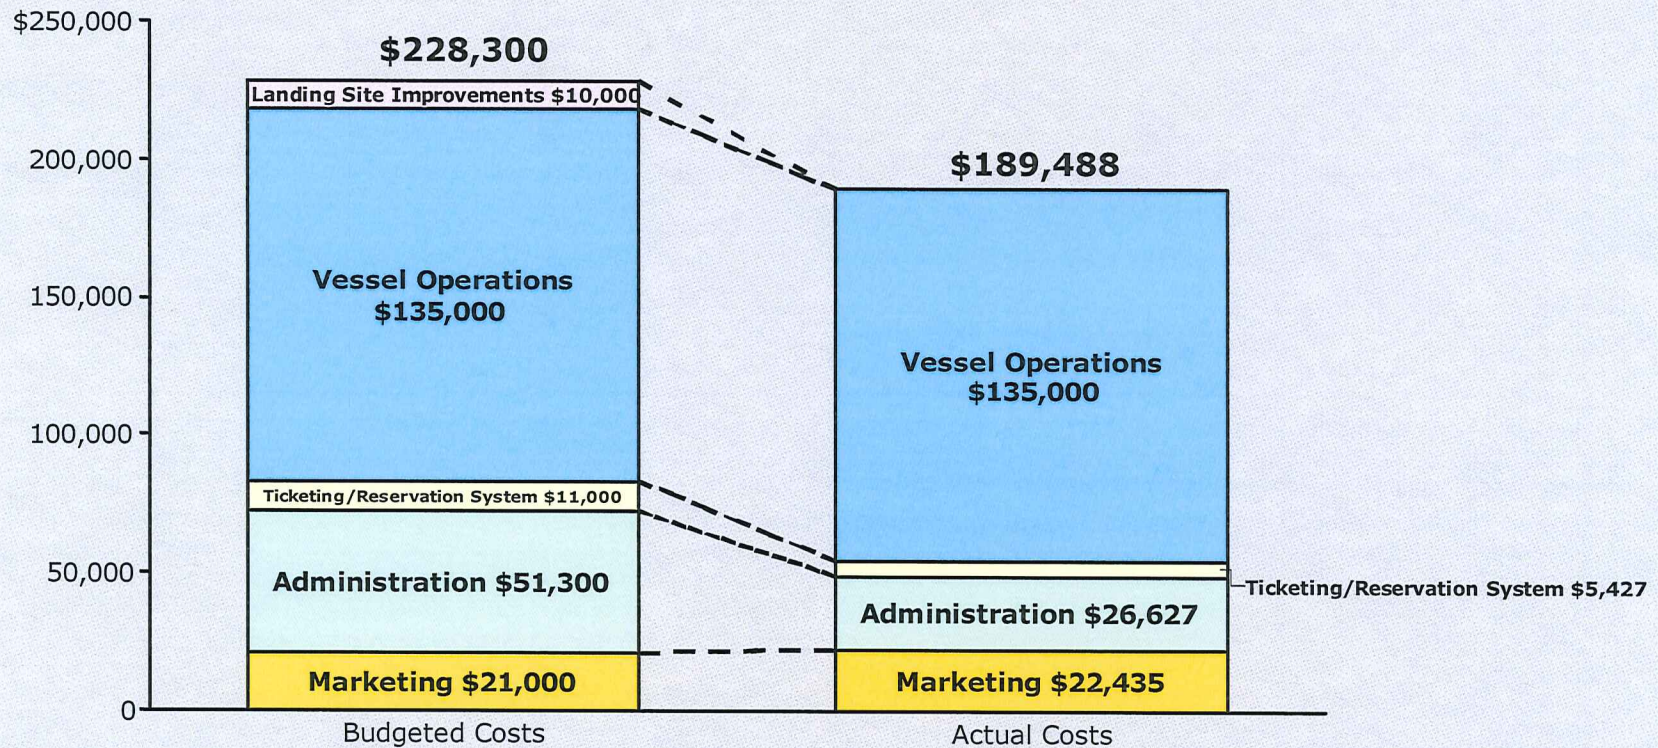 $250,000
200,000
150,000
100,000
50,000
0
$228,300
Landing Site Improvements $10,000
Vessel Operations
$135,000
Ticketing/Reservation System $11,000
Administration $51,300
Marketing $21,000
Budgeted Costs
$189,488
Vessel Operations
$135,000
Ticketing/Reservation System $5,427
Administration $26,627
Marketing $22,435
Actual Costs